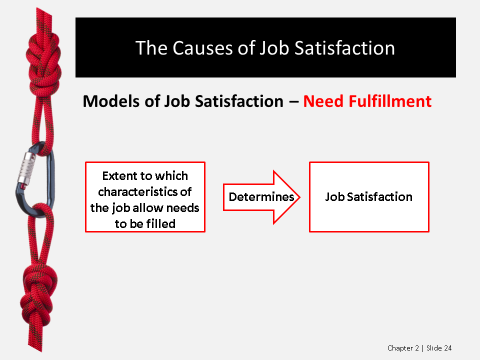 The Causes of Job Satisfaction
Models of Job Satisfaction – Need Fulfillment
Extent to which
characteristics of
the job allow needs
to be filled
Determines
Job Satisfaction
Chapter 2 | Slide 24